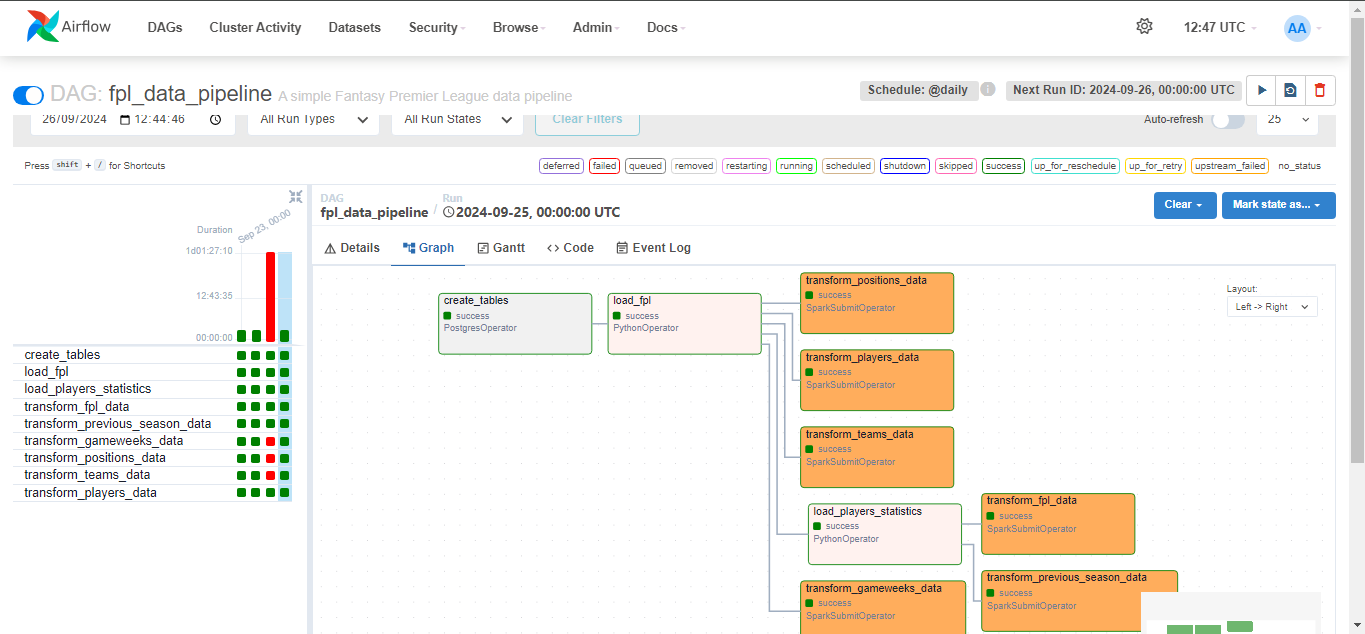 Airflow DAGs Cluster Activity Datasets Security Browse Admin Docs 12:47 UTC AA
DAG: fpl_data_pipeline A simple Fantasy Premier League data pipeline Schedule: @daily i Next Run ID: 2024-09-26, 00:00:00 UTC
26/09/2024 12:44:46 All Run Types All Run States Clear Filters Auto-refresh 25
Press shift + / for Shortcuts deferred failed queued removed restarting running scheduled shutdown skipped success up_for_reschedule up_for_retry upstream_failed no_status
DAG Run
fpl_data_pipeline / 2024-09-25, 00:00:00 UTC
Clear Mark state as...
Details Graph Gantt Code Event Log
Sep 23, 00:00
Duration
1d01:27:10
12:43:35
00:00:00
create_tables
load_fpl
load_players_statistics
transform_fpl_data
transform_previous_season_data
transform_gameweeks_data
transform_positions_data
transform_teams_data
transform_players_data
Layout:
Left -> Right
create_tables
success
PostgresOperator
load_fpl
success
PythonOperator
transform_positions_data
success
SparkSubmitOperator
transform_players_data
success
SparkSubmitOperator
transform_teams_data
success
SparkSubmitOperator
load_players_statistics
success
PythonOperator
transform_fpl_data
success
SparkSubmitOperator
transform_previous_season_data
success
SparkSubmitOperator
transform_gameweeks_data
success
SparkSubmitOperator